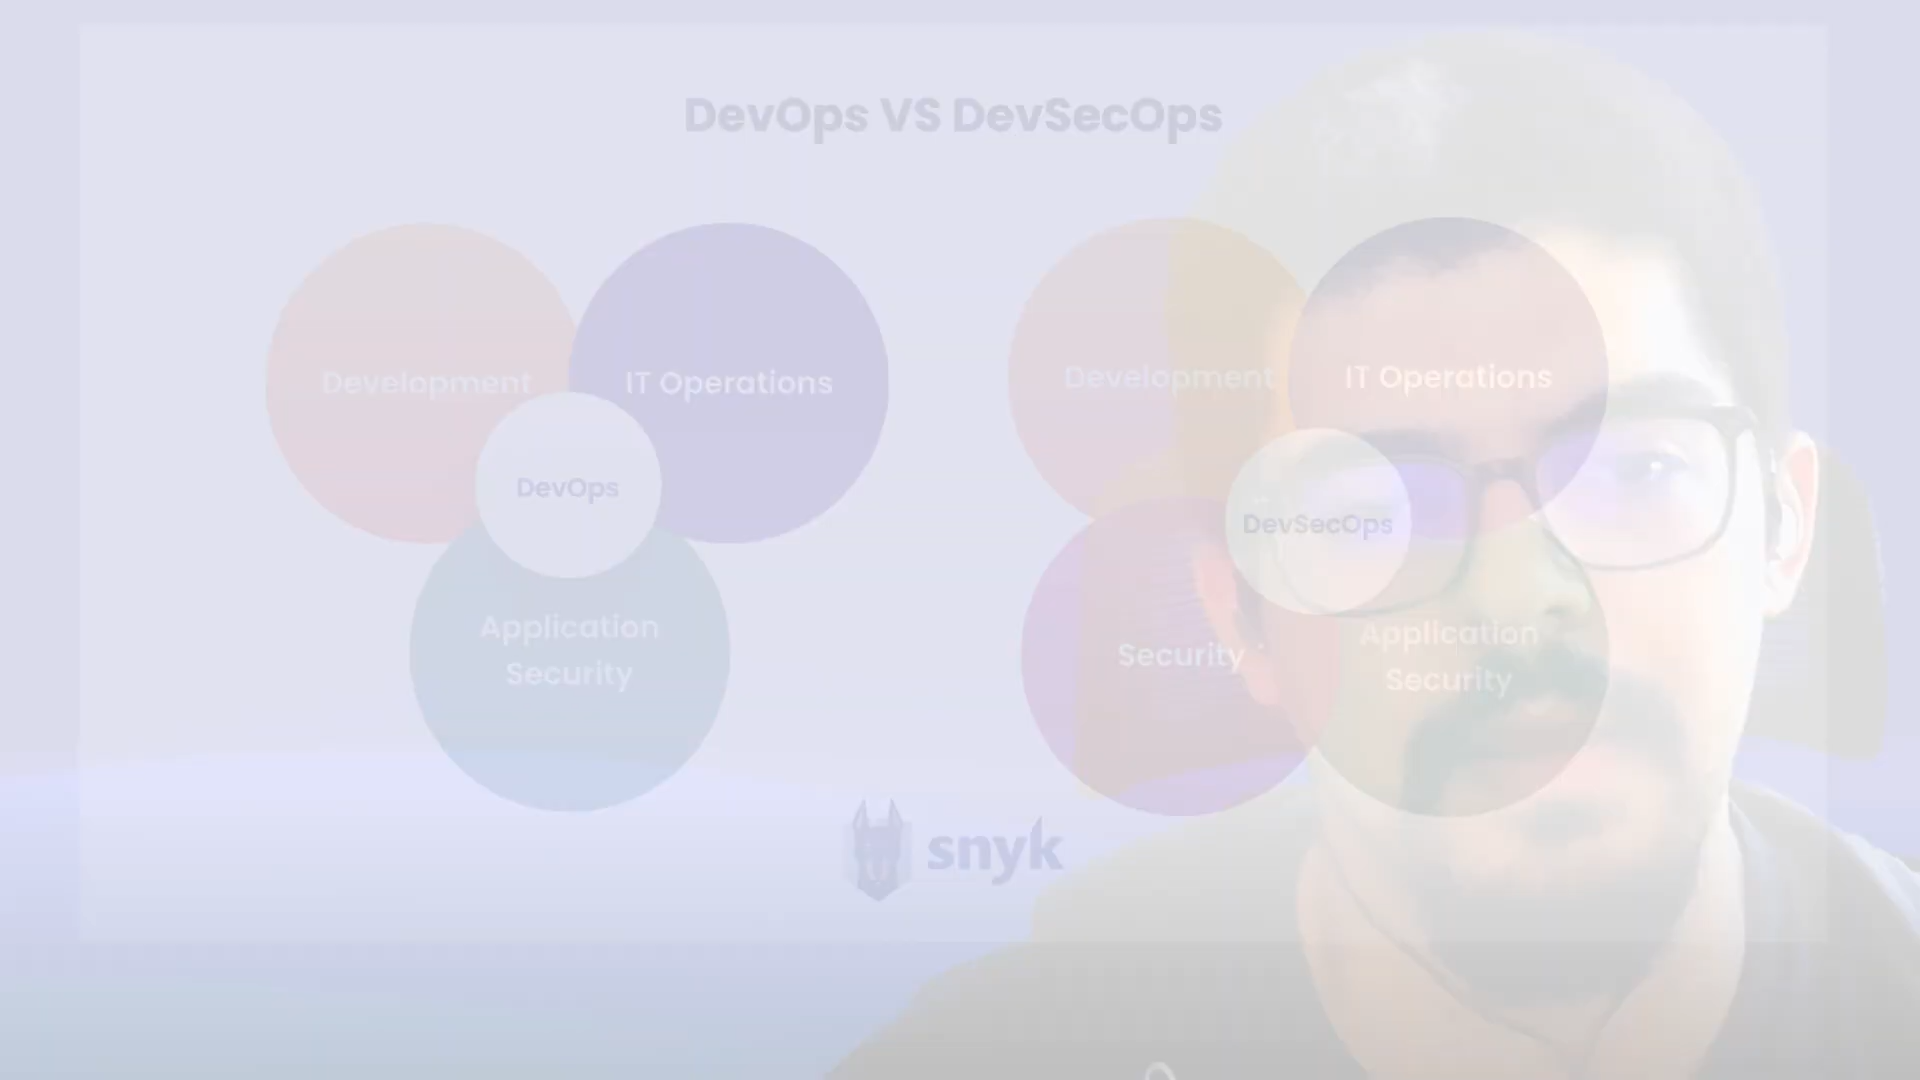 DevOps VS DevSecOps
Development
IT Operations
DevOps
Application
Security
Development
IT Operations
DevSecOps
Security
Application
Security
snyk